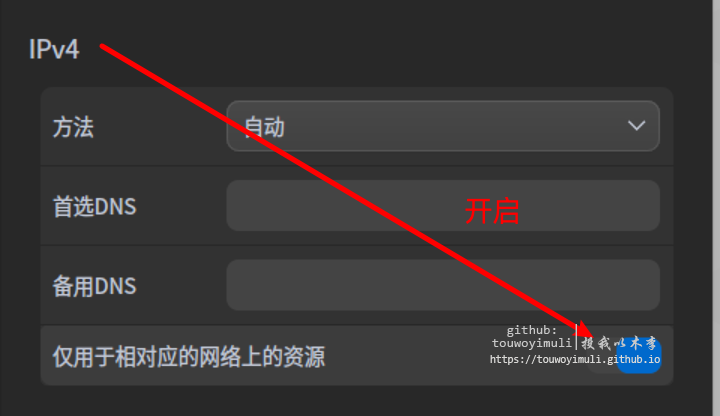 IPv4
方法
自动
首选DNS
开启
备用DNS
仅用于相对应的网络上的资源
github:
touwoyimuli|投我以木李
https://touwoyimuli.github.io